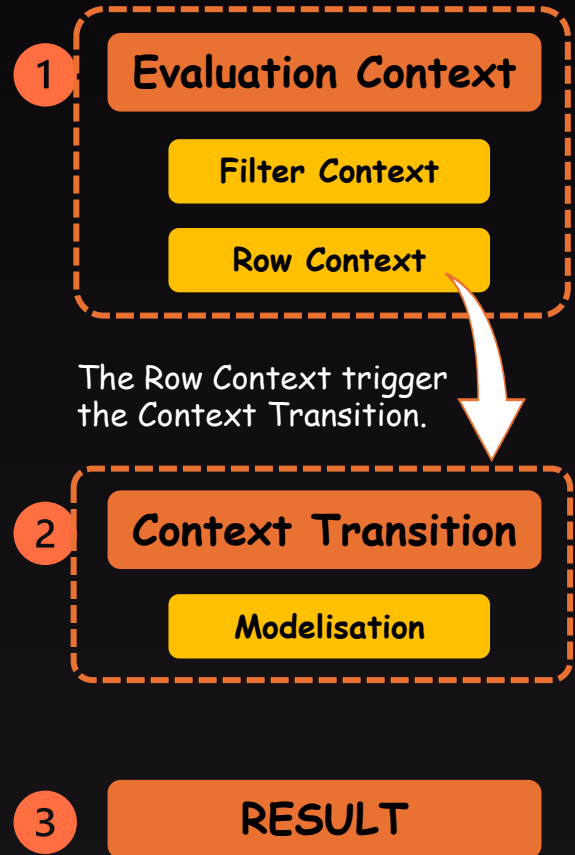 1
Evaluation Context
Filter Context
Row Context
The Row Context trigger
the Context Transition.
2
Context Transition
Modelisation
3
RESULT